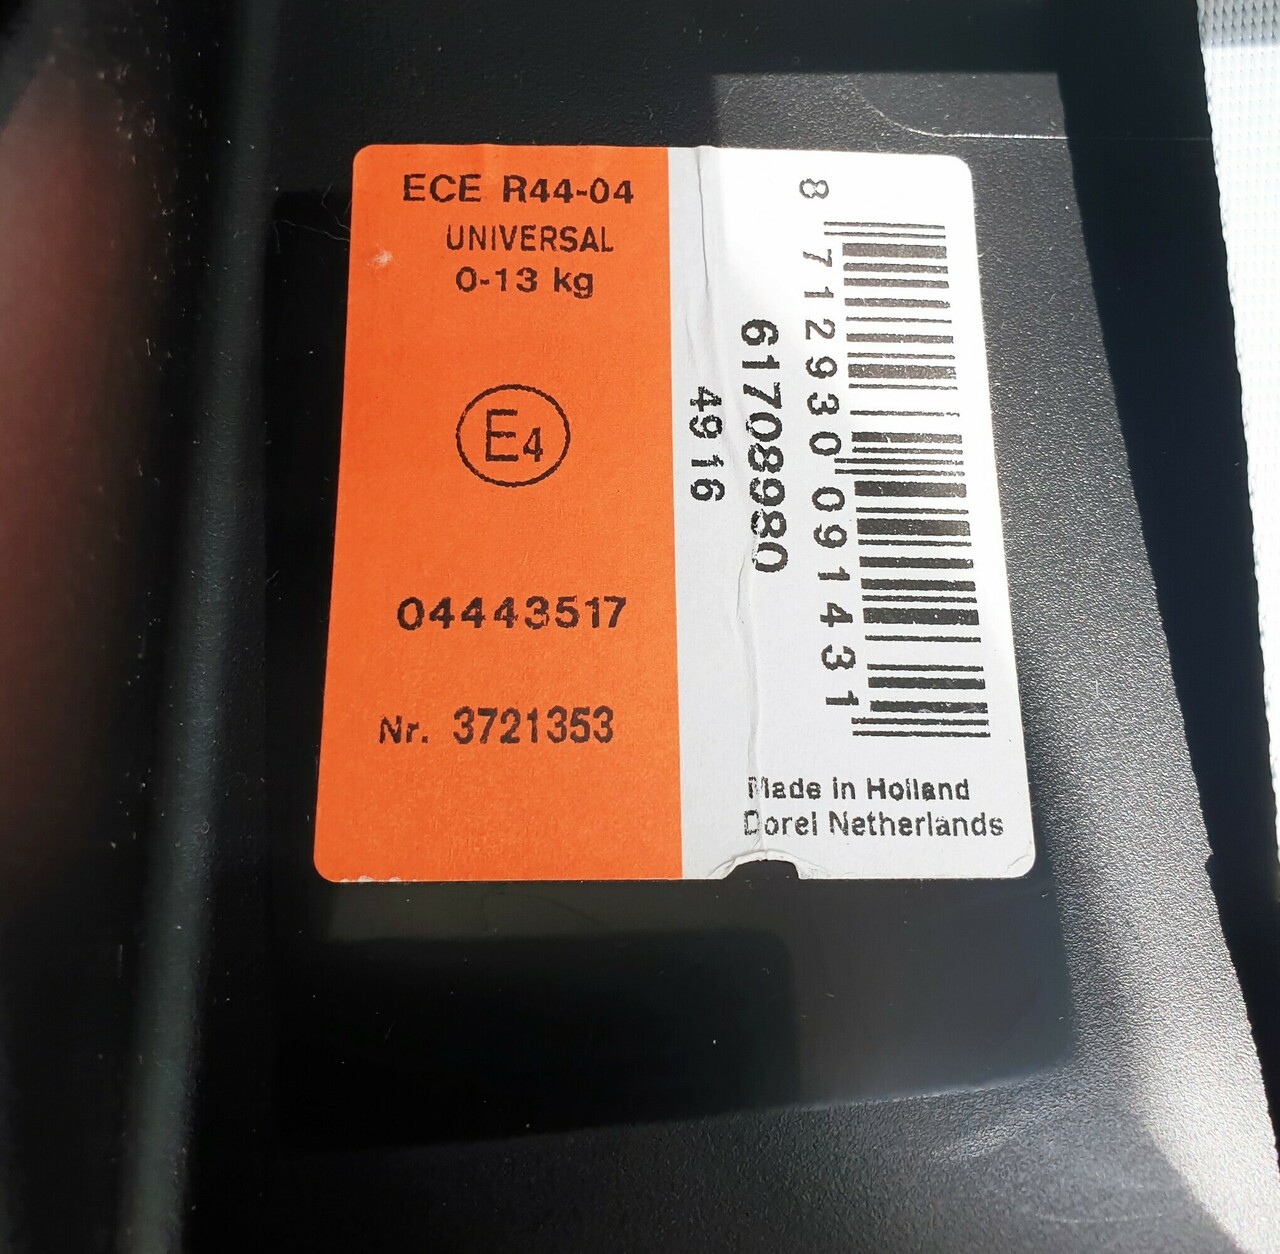 ECE R44-04
UNIVERSAL
0-13 kg
E4
04443517
Nr. 3721353
8 712930 091431
61708980
4916
Made in Holland
Dorel Netherlands